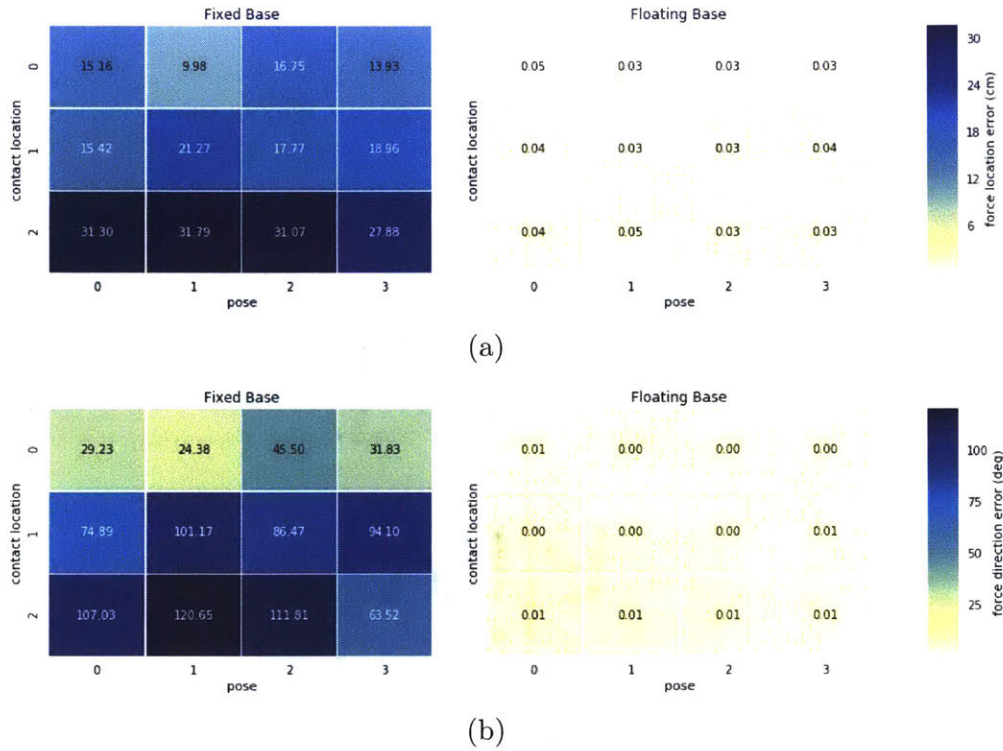 Fixed Base
Floating Base
0 15.16 9.98 16.75 13.93
0.05 0.03 0.03 0.03
contact location
1 15.42 21.27 17.77 18.96
contact location
0.04 0.03 0.03 0.04
2 31.30 31.79 31.07 27.88
0.04 0.05 0.03 0.03
0 1 2 3
pose
0 1 2 3
pose
30
24
18
12
6
force location error (cm)
(a)
Fixed Base
Floating Base
0 29.23 24.38 45.50 31.83
0.01 0.00 0.00 0.00
contact location
1 74.89 101.17 86.47 94.10
contact location
0.00 0.00 0.00 0.01
2 107.03 120.65 111.81 63.52
0.01 0.01 0.01 0.01
0 1 2 3
pose
0 1 2 3
pose
100
75
50
25
force direction error (deg)
(b)